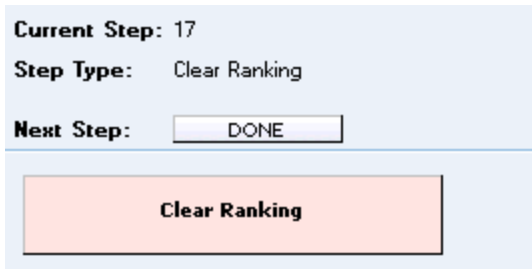 Current Step: 17
Step Type: Clear Ranking
Next Step: DONE
Clear Ranking